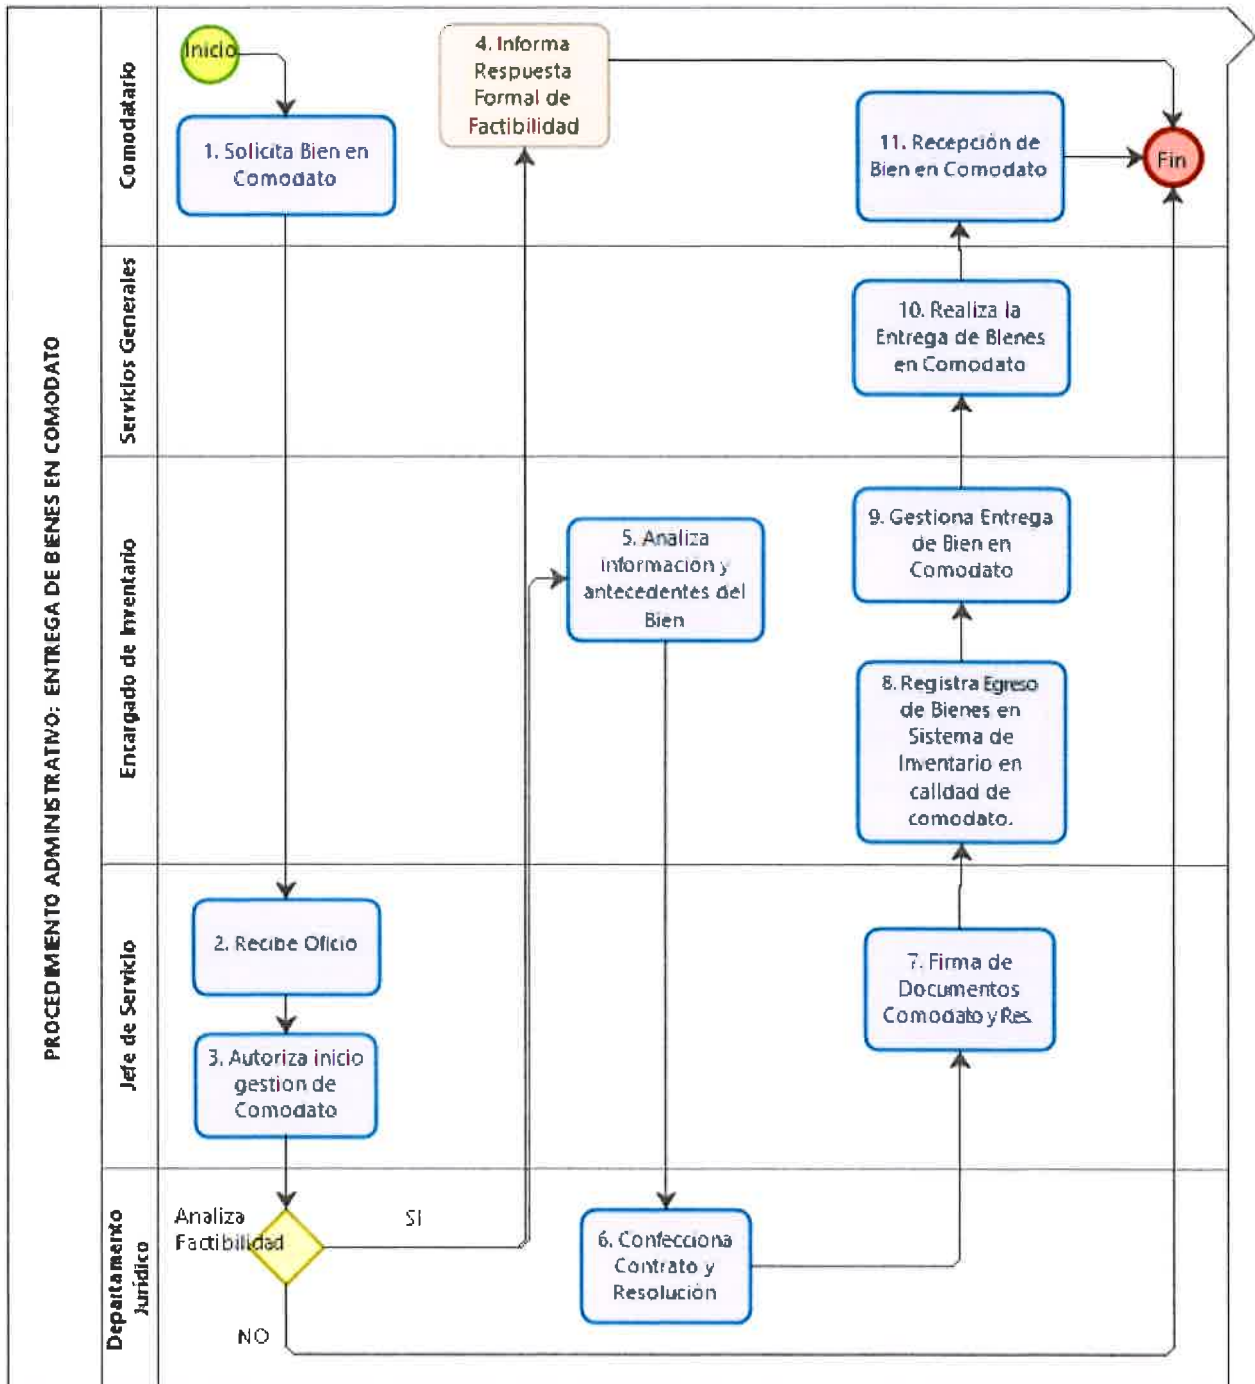 PROCEDIMIENTO ADMINISTRATIVO: ENTREGA DE BIENES EN COMODATO
Comodatario
Inicio
1. Solicita Bien en
Comodato
4. Informa
Respuesta
Formal de
Factibilidad
11. Recepción de
Bien en Comodato
Fin
Servicios Generales
10. Realiza la
Entrega de Bienes
en Comodato
Encargado de Inventario
5. Analiza
información y
antecedentes del
Bien
9. Gestiona Entrega
de Bien en
Comodato
8. Registra Egreso
de Bienes en
Sistema de
Inventario en
calidad de
comodato.
Jefe de Servicio
2. Recibe Oficio
3. Autoriza inicio
gestion de
Comodato
7. Firma de
Documentos
Comodato y Res
Departamento
Jurídico
Analiza
Factibilidad
SI
NO
6. Confecciona
Contrato y
Resolución